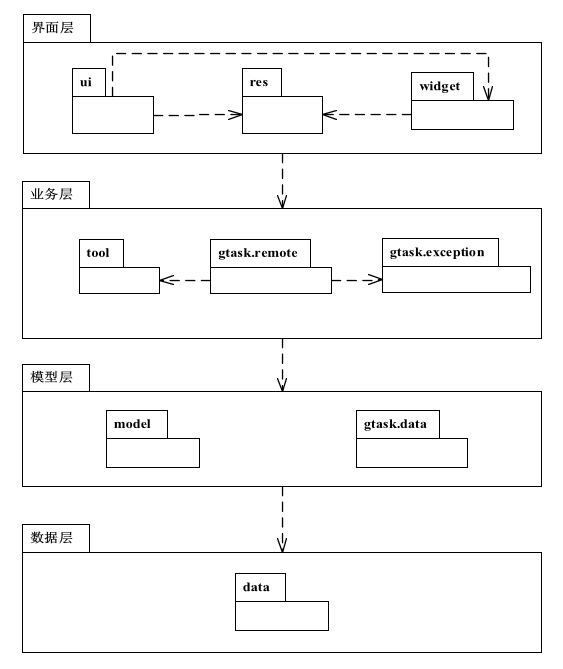 界面层
ui
res
widget
业务层
tool
gtask.remote
gtask.exception
模型层
model
gtask.data
数据层
data